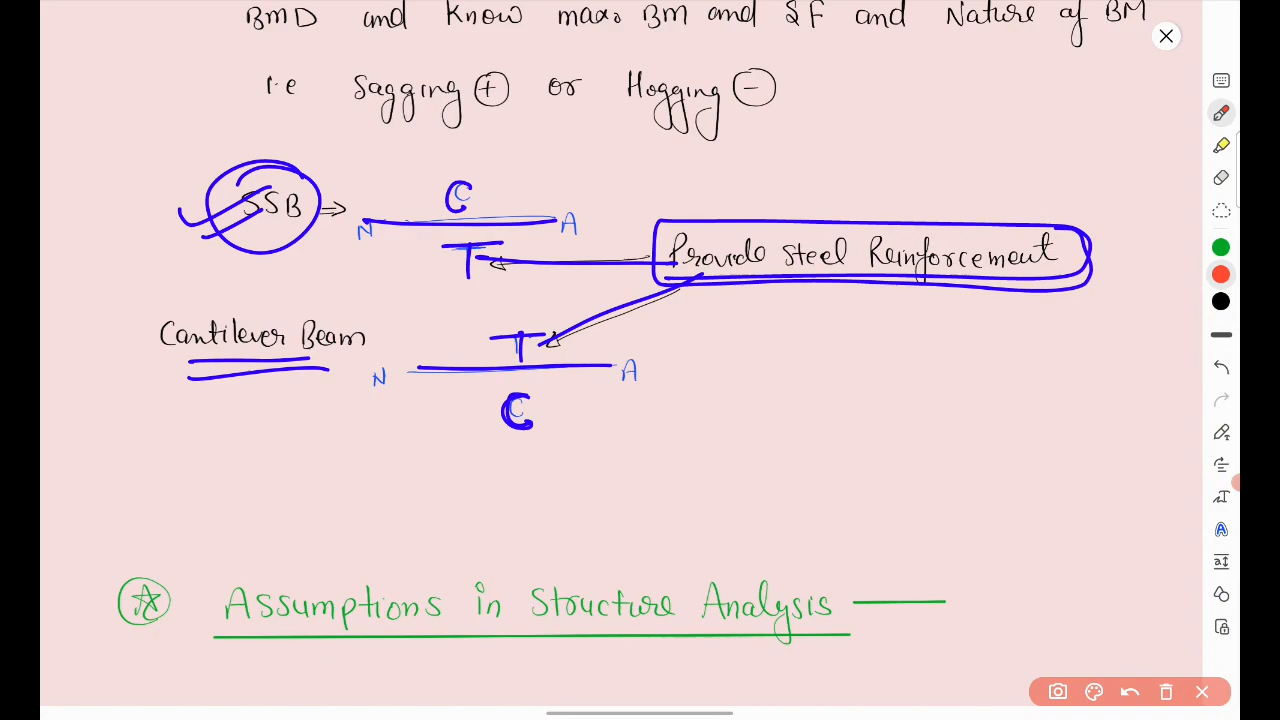 BMD and Know max. BM and SF and Nature of BM
i.e Sagging + or Hogging -
SSB ⇒ C
N A
T
Provide Steel Reinforcement
Cantilever Beam
T
N A
C
☆ Assumptions in Structure Analysis —